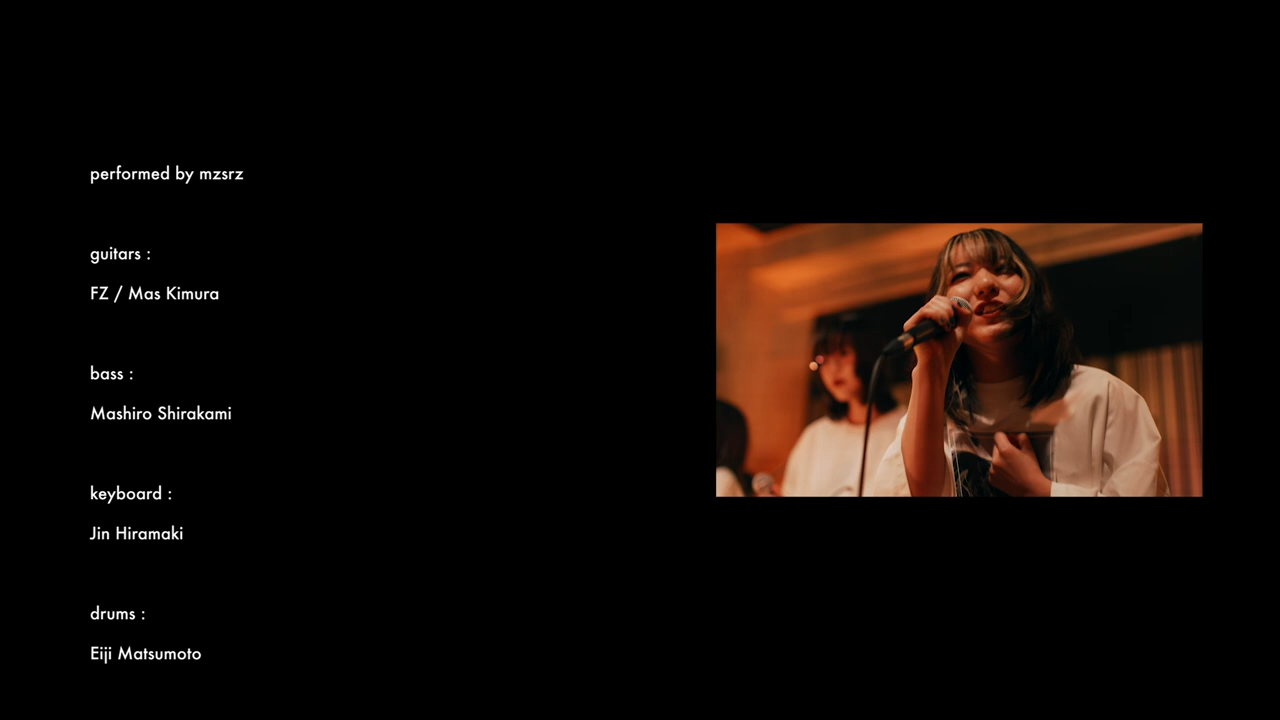 performed by mzsrz
guitars :
FZ / Mas Kimura
bass :
Mashiro Shirakami
keyboard :
Jin Hiramaki
drums :
Eiji Matsumoto